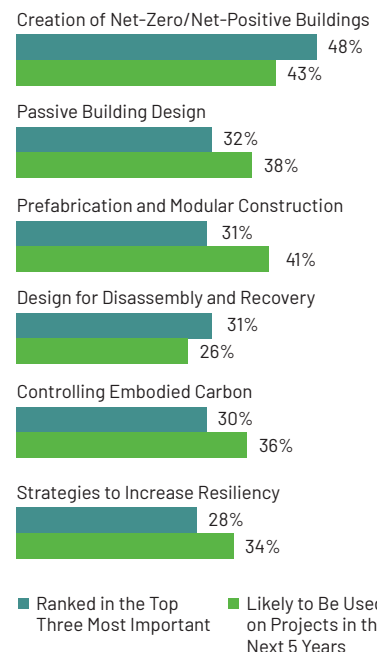 Creation of Net-Zero/Net-Positive Buildings
48%
43%
Passive Building Design
32%
38%
Prefabrication and Modular Construction
31%
41%
Design for Disassembly and Recovery
31%
26%
Controlling Embodied Carbon
30%
36%
Strategies to Increase Resiliency
28%
34%
Ranked in the Top
Three Most Important
Likely to Be Used
on Projects in th
Next 5 Years